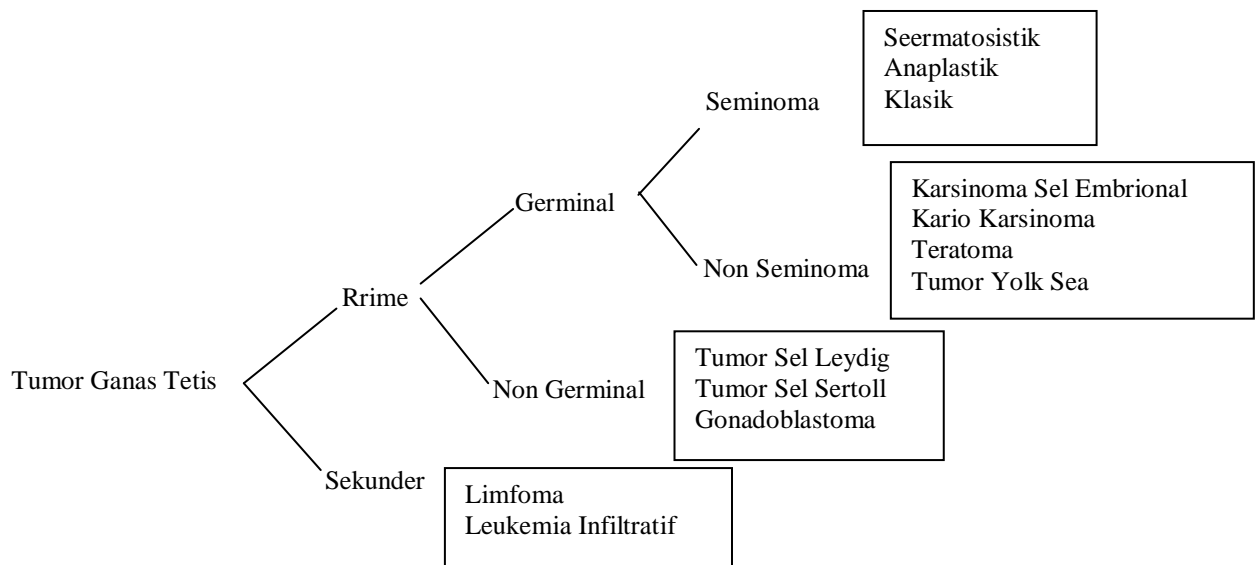 Seermatosistik
Anaplastik
Klasik
Seminoma
Karsinoma Sel Embrional
Kario Karsinoma
Teratoma
Tumor Yolk Sea
Germinal
Non Seminoma
Rrime
Tumor Sel Leydig
Tumor Sel Sertoll
Gonadoblastoma
Tumor Ganas Tetis
Non Germinal
Sekunder
Limfoma
Leukemia Infiltratif